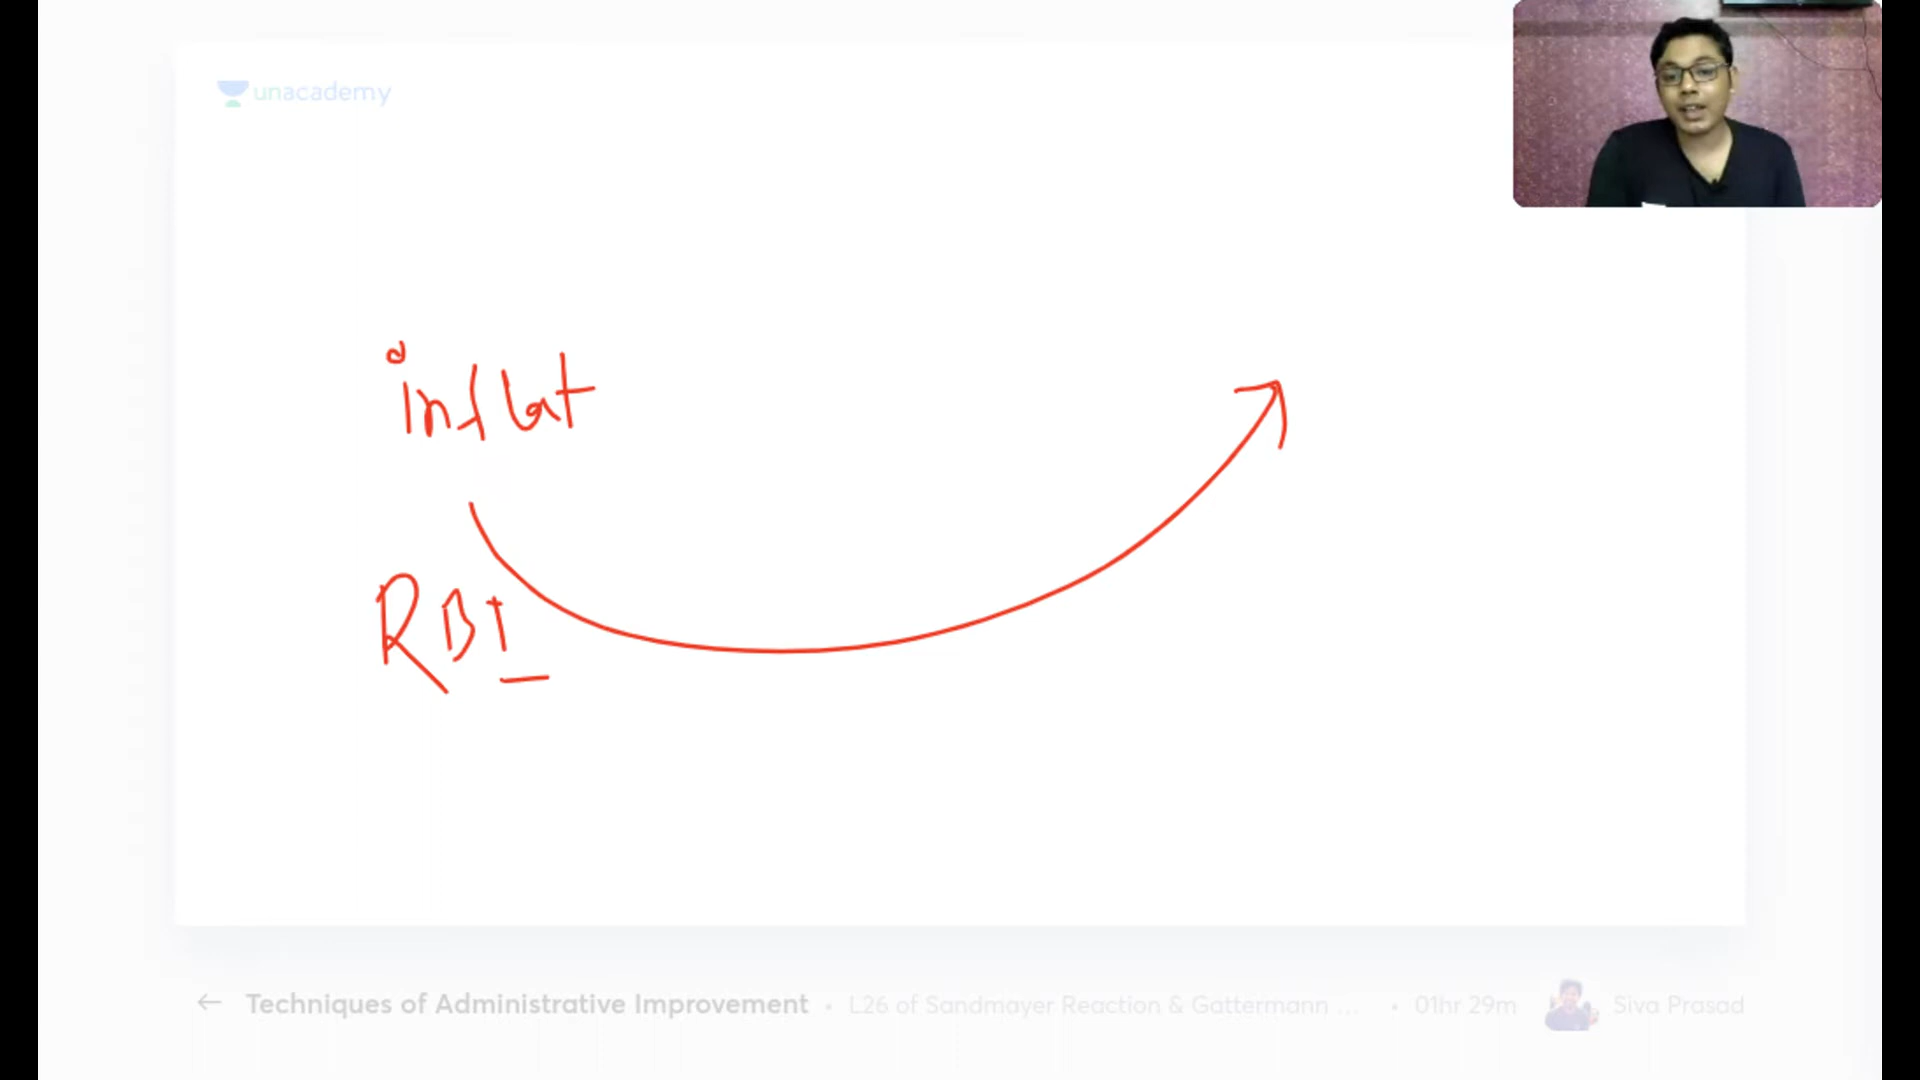 unacademy
inflat
RBI
Techniques of Administrative Improvement • L26 of Sandmayer Reaction & Gattermann ... • 01hr 29m Siva Prasad